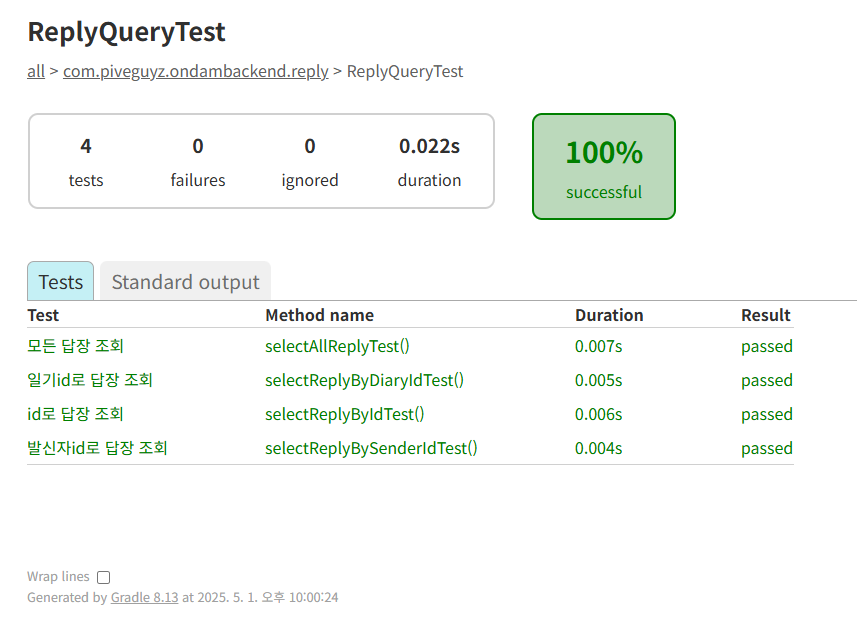 ReplyQueryTest
all > com.piveguyz.ondambackend.reply > ReplyQueryTest
4 0 0 0.022s
tests failures ignored duration
100%
successful
Tests Standard output
Test Method name Duration Result
모든 답장 조회 selectAllReplyTest() 0.007s passed
일기id로 답장 조회 selectReplyByDiaryIdTest() 0.005s passed
id로 답장 조회 selectReplyByIdTest() 0.006s passed
발신자id로 답장 조회 selectReplyBySenderIdTest() 0.004s passed
Wrap lines
Generated by Gradle 8.13 at 2025. 5. 1. 오후 10:00:24